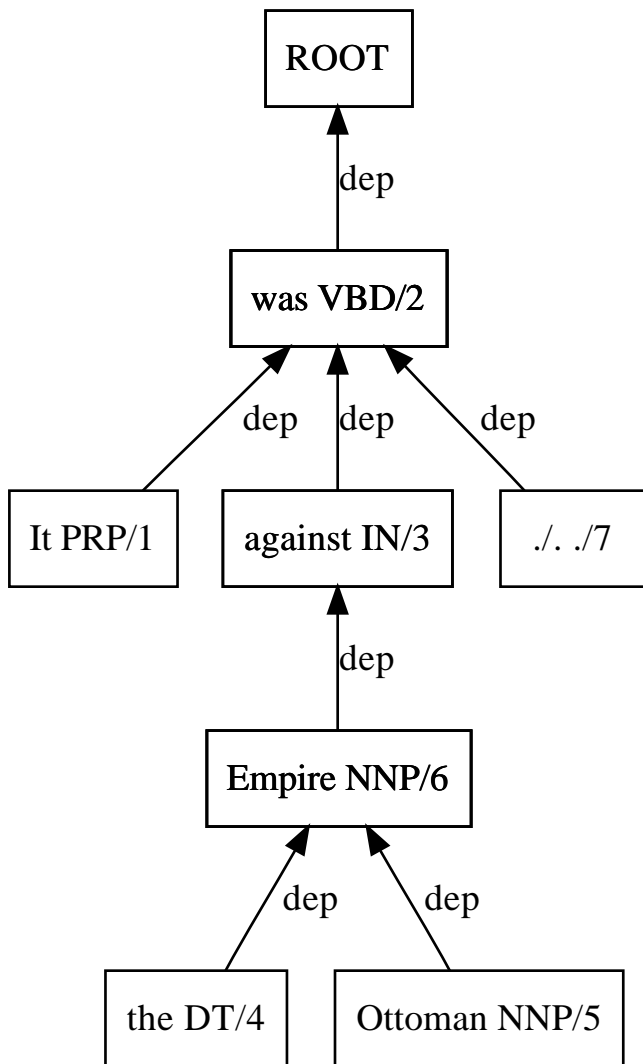 ROOT
dep
was VBD/2
dep dep dep
It PRP/1 against IN/3 ./. ./7
dep
Empire NNP/6
dep dep
the DT/4 Ottoman NNP/5